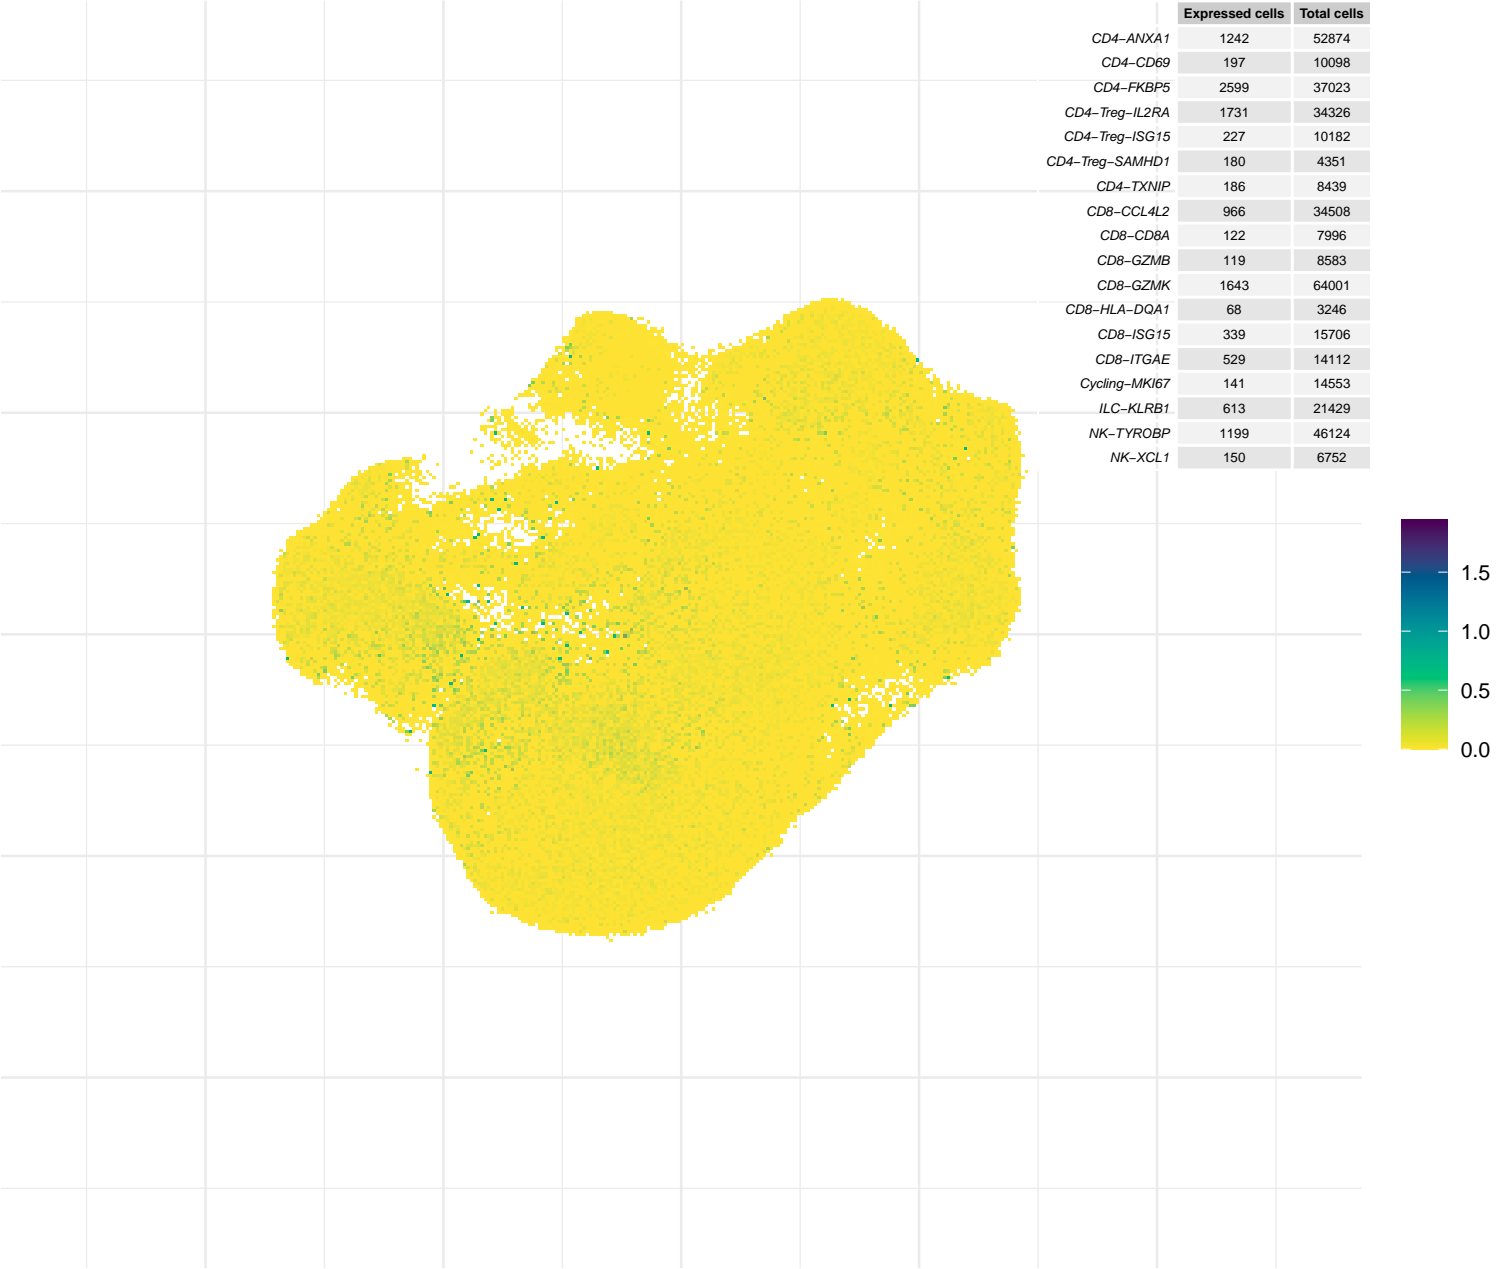 Expressed cells Total cells
CD4−ANXA1 1242 52874
CD4−CD69 197 10098
CD4−FKBP5 2599 37023
CD4−Treg−IL2RA 1731 34326
CD4−Treg−ISG15 227 10182
CD4−Treg−SAMHD1 180 4351
CD4−TXNIP 186 8439
CD8−CCL4L2 966 34508
CD8−CD8A 122 7996
CD8−GZMB 119 8583
CD8−GZMK 1643 64001
CD8−HLA−DQA1 68 3246
CD8−ISG15 339 15706
CD8−ITGAE 529 14112
Cycling−MKI67 141 14553
ILC−KLRB1 613 21429
NK−TYROBP 1199 46124
NK−XCL1 150 6752
1.5
1.0
0.5
0.0